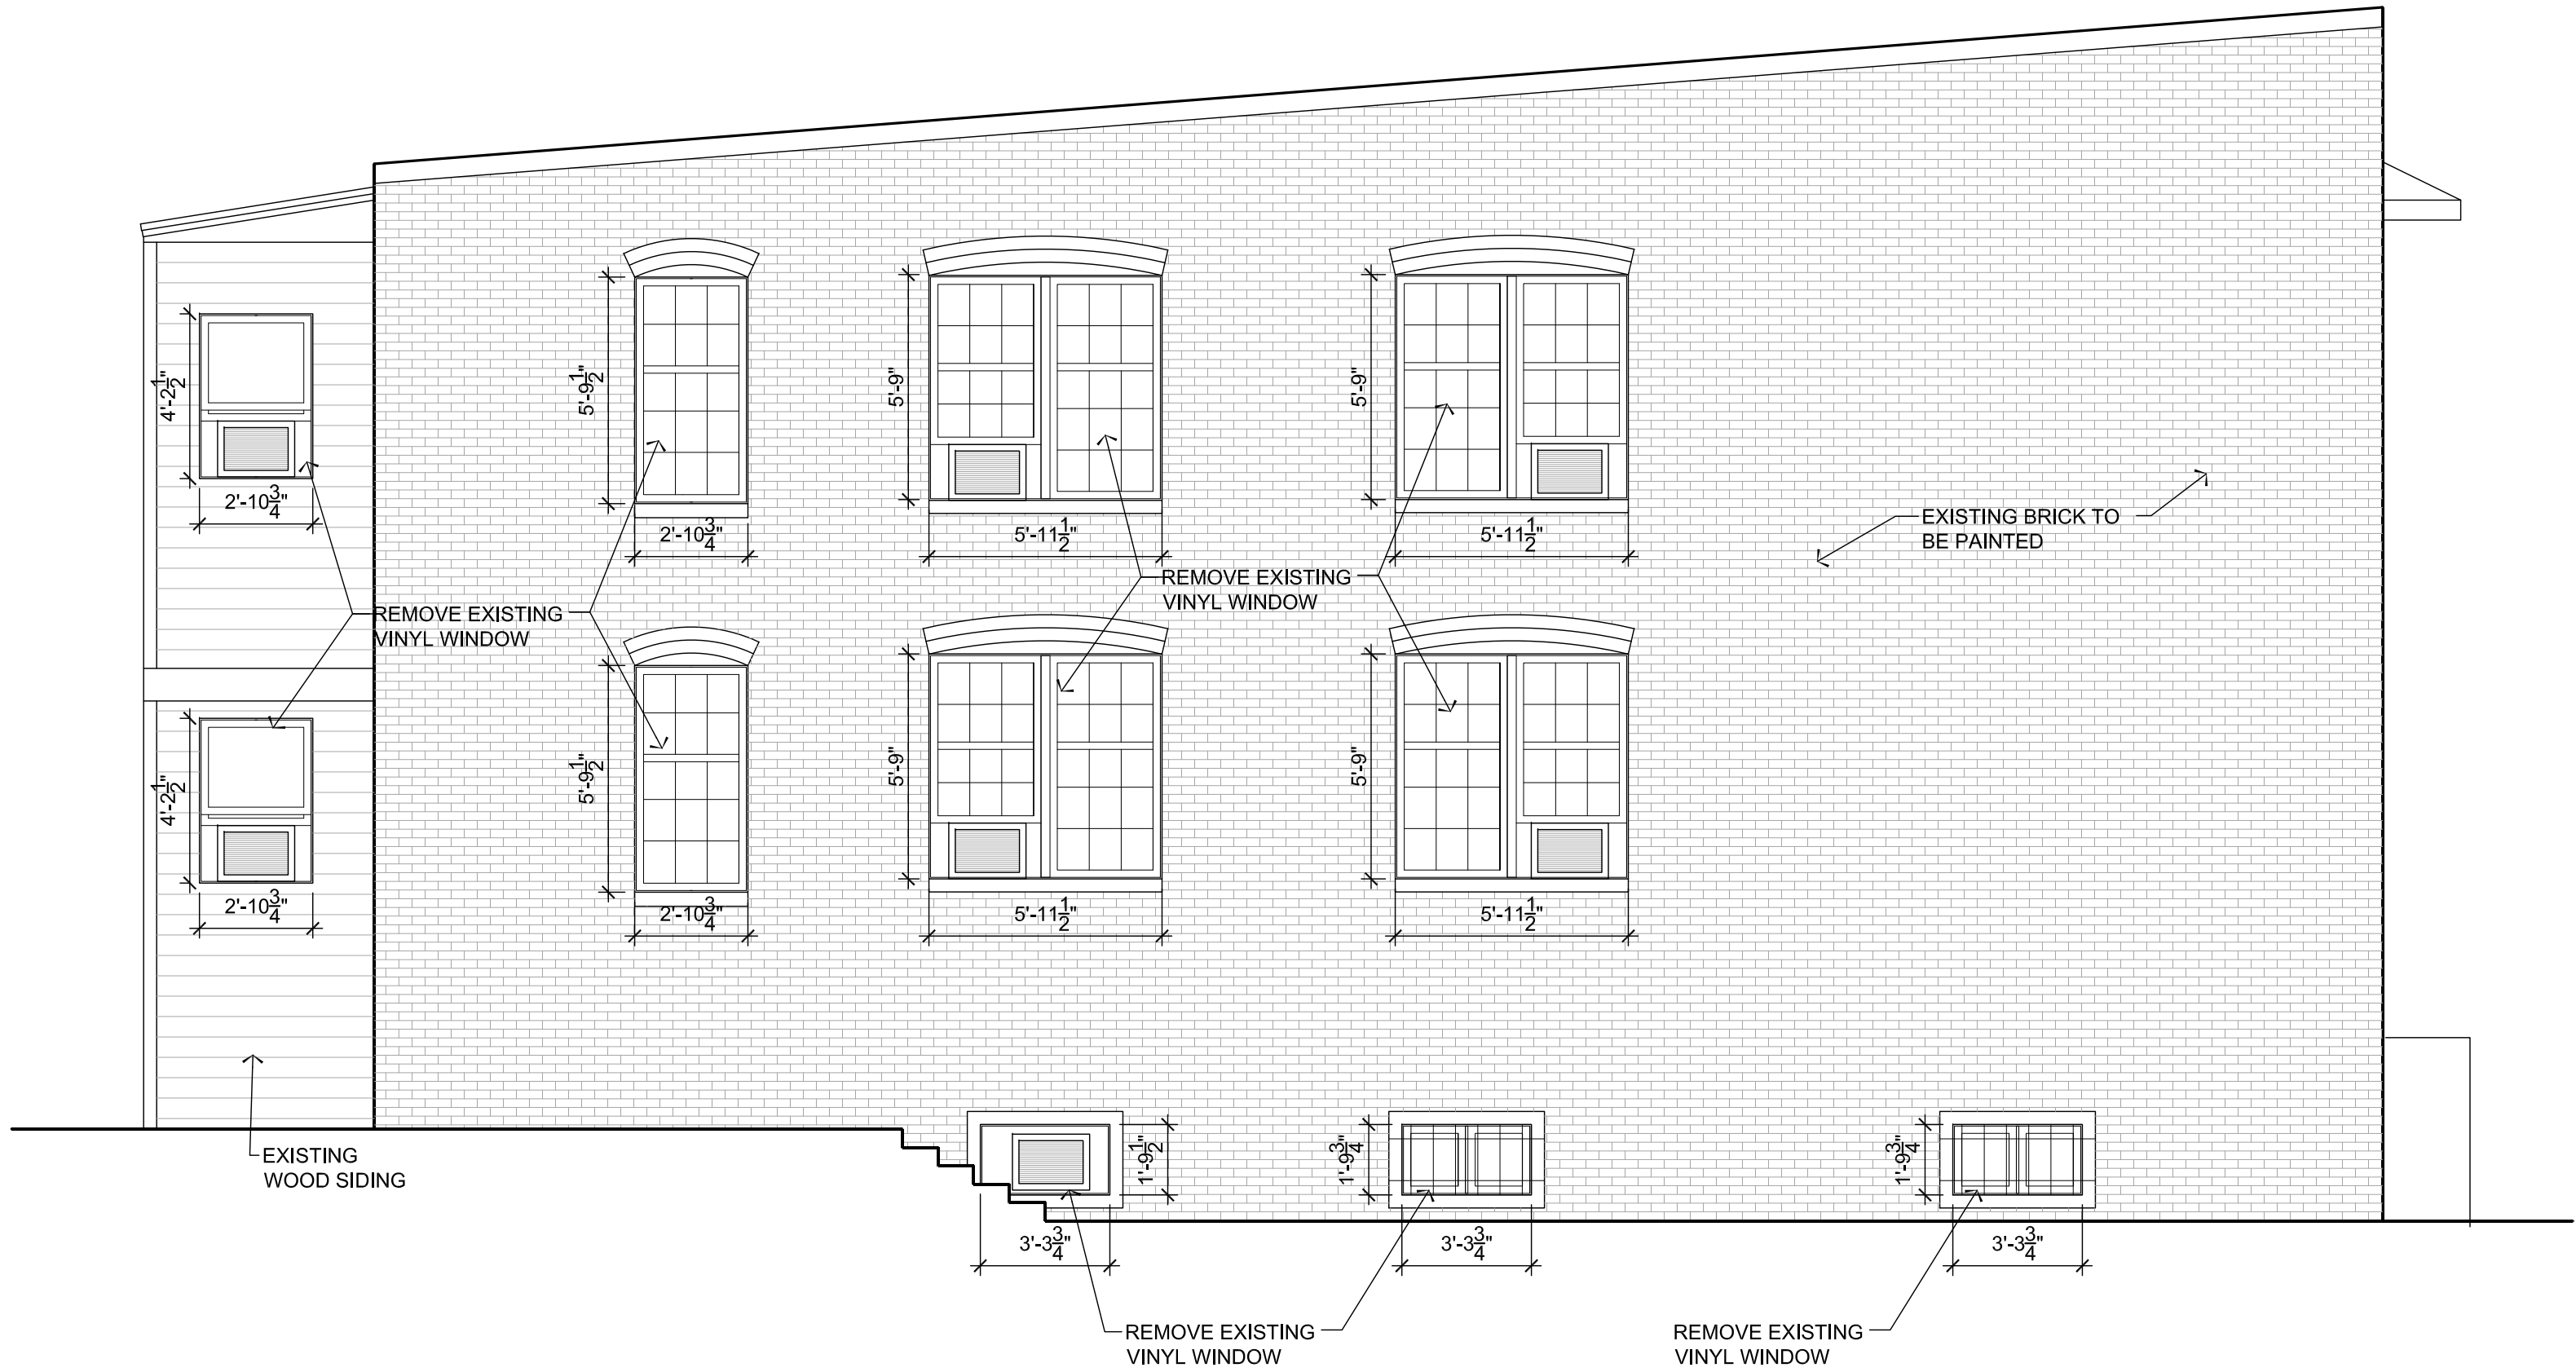 4'-2 1/2"
2'-10 3/4"
5'-9 1/2"
2'-10 3/4"
5'-9"
5'-11 1/2"
5'-9"
5'-11 1/2"
EXISTING BRICK TO
BE PAINTED
REMOVE EXISTING
VINYL WINDOW
REMOVE EXISTING
VINYL WINDOW
4'-2 1/2"
2'-10 3/4"
5'-9 1/2"
2'-10 3/4"
5'-9"
5'-11 1/2"
5'-9"
5'-11 1/2"
EXISTING
WOOD SIDING
1'-9 1/2"
3'-3 3/4"
1'-9 3/4"
3'-3 3/4"
1'-9 3/4"
3'-3 3/4"
REMOVE EXISTING
VINYL WINDOW
REMOVE EXISTING
VINYL WINDOW